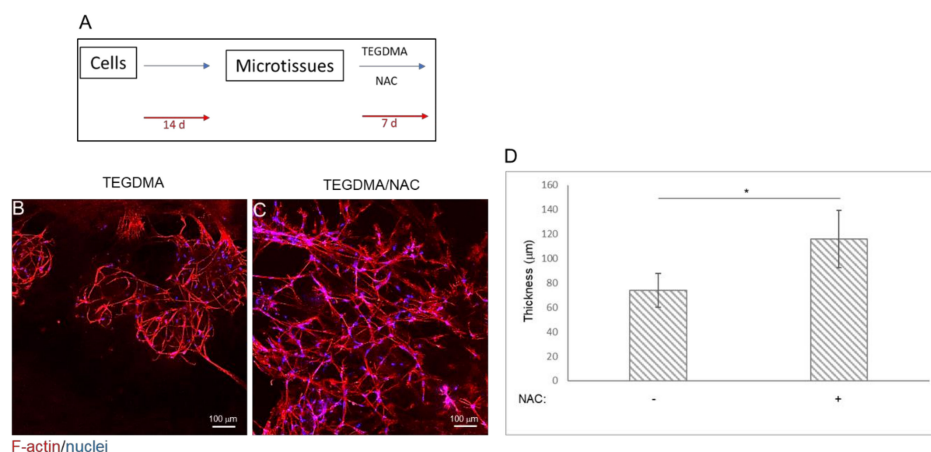 A
Cells
Microtissues
TEGDMA
NAC
14 d
7 d
TEGDMA
TEGDMA/NAC
B
C
100 µm
100 µm
F-actin/nuclei
D
Thickness (µm)
160
140
120
100
80
60
40
20
0
*
NAC:
-
+